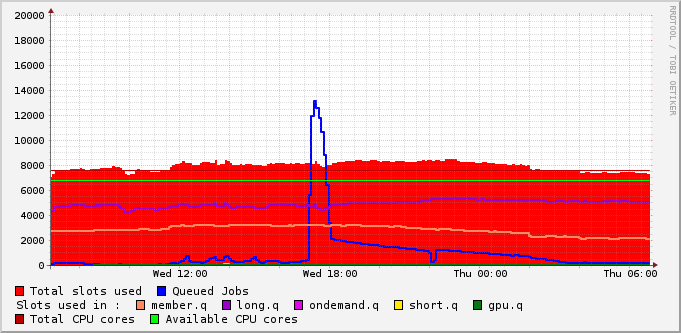 20000
18000
16000
14000
12000
10000
8000
6000
4000
2000
0
Wed 12:00 Wed 18:00 Thu 00:00 Thu 06:00
Total slots used Queued Jobs
Slots used in : member.q long.q ondemand.q short.q gpu.q
Total CPU cores Available CPU cores
RRDTOOL / TOBI OETIKER